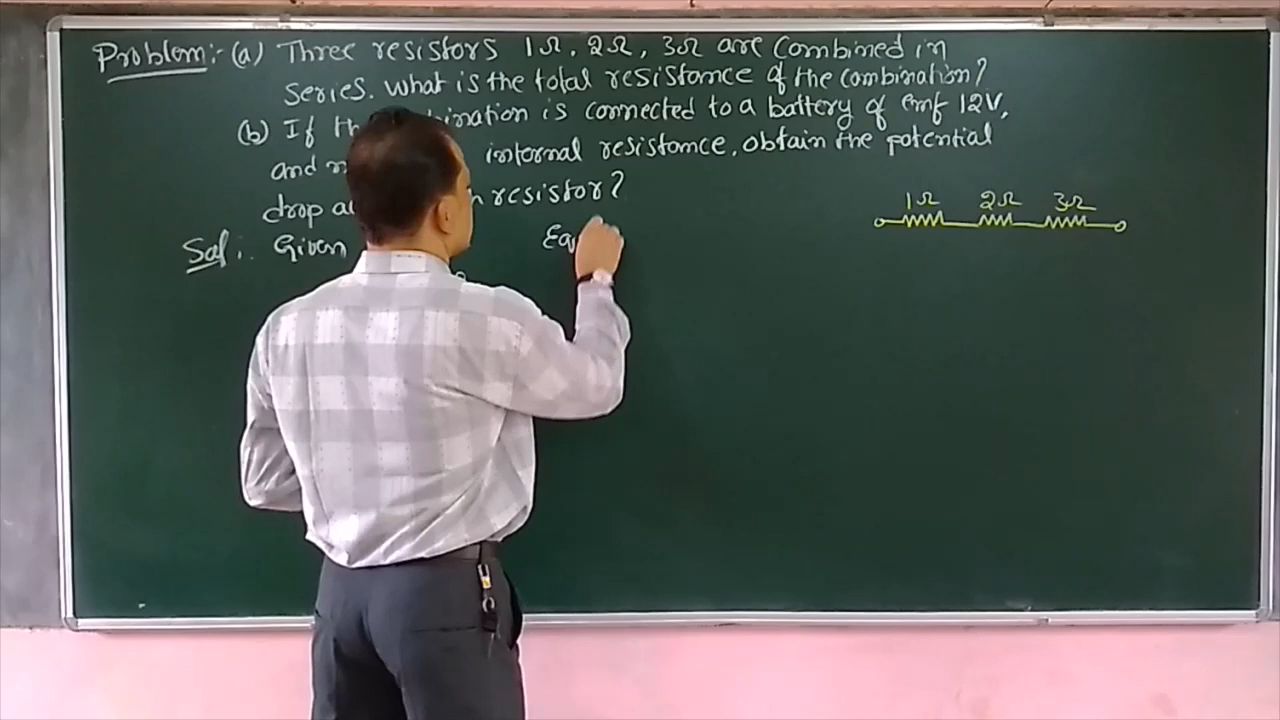 Problem:- (a) Three resistors 1Ω, 2Ω, 3Ω are combined in
series. What is the total resistance of the combination?
(b) If bination is connected to a battery of emf 12V,
and internal resistance, obtain the potential
drop resistor?
Sol:. Given
1Ω 2Ω 3Ω